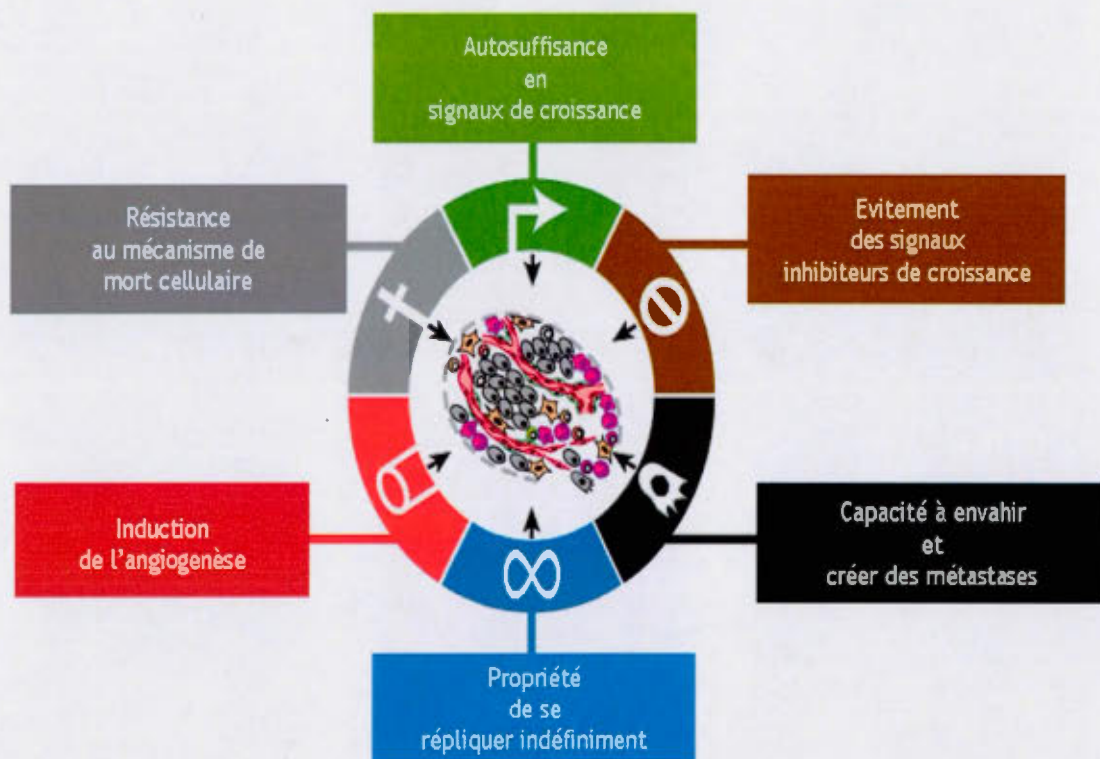 Autosuffisance
en
signaux de croissance
Résistance
au mécanisme de
mort cellulaire
Evitement
des signaux
inhibiteurs de croissance
Induction
de l'angiogenèse
Capacité à envahir
et
créer des métastases
Propriété
de se
répliquer indéfiniment